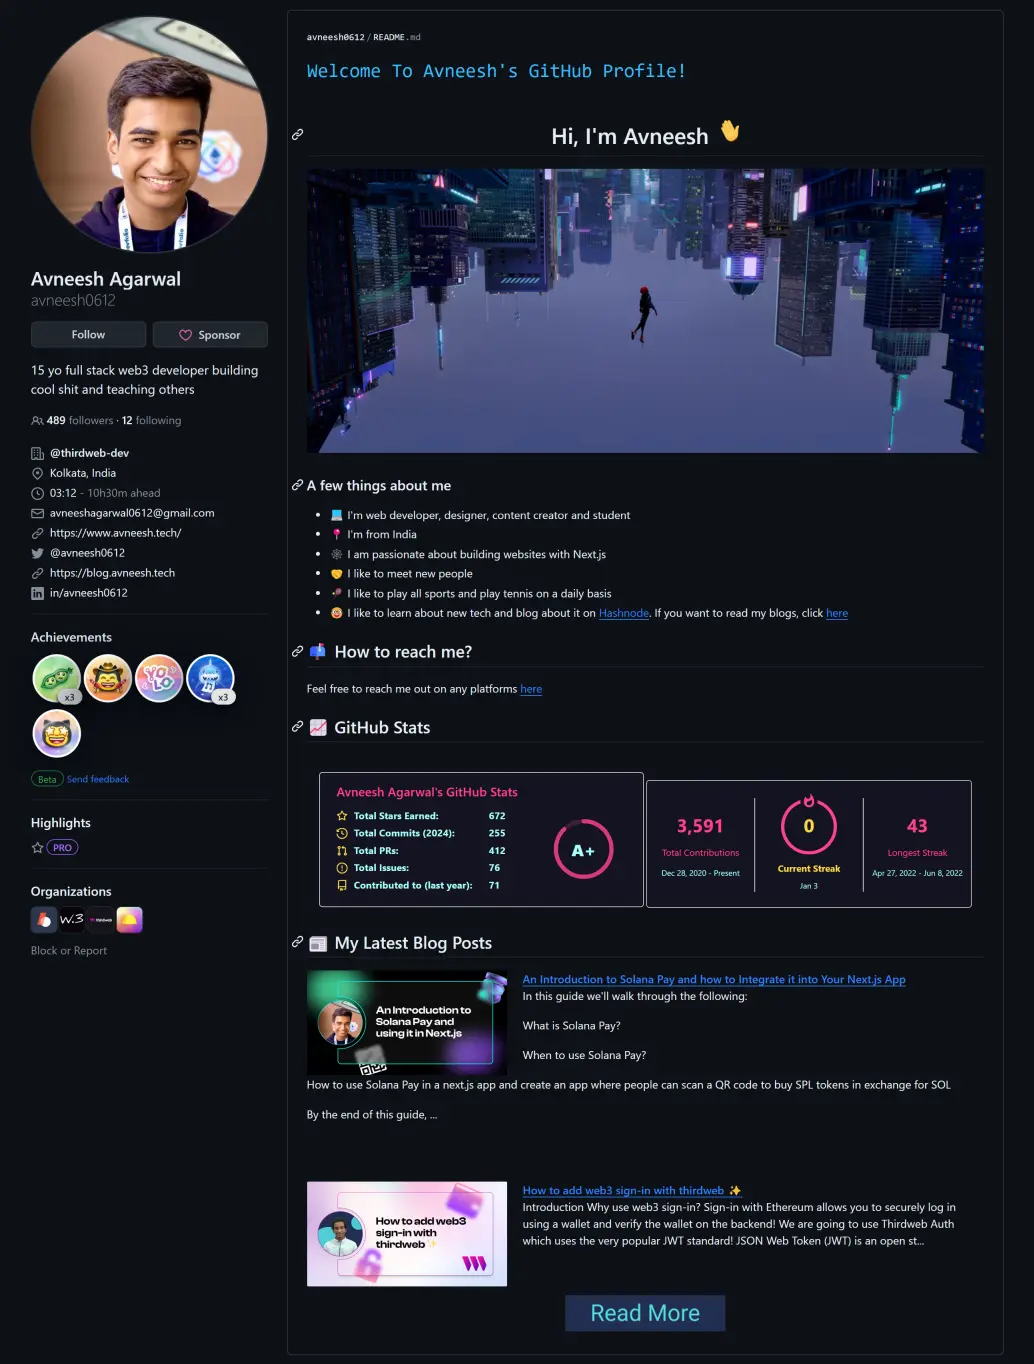 Avneesh Agarwal
avneesh0612
Follow
Sponsor
15 yo full stack web3 developer building
cool shit and teaching others
489 followers · 12 following
@thirdweb-dev
Kolkata, India
03:12 - 10h30m ahead
avneeshagarwal0612@gmail.com
https://www.avneesh.tech/
@avneesh0612
https://blog.avneesh.tech
in/avneesh0612
Achievements
x3
YOLO
x3
Beta Send feedback
Highlights
PRO
Organizations
W.3
thirdweb
Block or Report
avneesh0612/README.md
Welcome To Avneesh's GitHub Profile!
Hi, I'm Avneesh 👋
A few things about me
💻 I'm web developer, designer, content creator and student
📍 I'm from India
⚛ I am passionate about building websites with Next.js
🤝 I like to meet new people
🏓 I like to play all sports and play tennis on a daily basis
I like to learn about new tech and blog about it on Hashnode. If you want to read my blogs, click here
📫 How to reach me?
Feel free to reach me out on any platforms here
📈 GitHub Stats
Avneesh Agarwal's GitHub Stats
Total Stars Earned: 672
Total Commits (2024): 255
Total PRs: 412
Total Issues: 76
Contributed to (last year): 71
A+
3,591
Total Contributions
Dec 28, 2020 - Present
0
Current Streak
Jan 3
43
Longest Streak
Apr 27, 2022 - Jun 8, 2022
📰 My Latest Blog Posts
An Introduction to
Solana Pay and
using it in Next.js
An Introduction to Solana Pay and how to Integrate it into Your Next.js App
In this guide we'll walk through the following:
What is Solana Pay?
When to use Solana Pay?
How to use Solana Pay in a next.js app and create an app where people can scan a QR code to buy SPL tokens in exchange for SOL
By the end of this guide, ...
How to add web3
sign-in with
thirdweb ✨
How to add web3 sign-in with thirdweb ✨
Introduction Why use web3 sign-in? Sign-in with Ethereum allows you to securely log in
using a wallet and verify the wallet on the backend! We are going to use Thirdweb Auth
which uses the very popular JWT standard! JSON Web Token (JWT) is an open st...
Read More